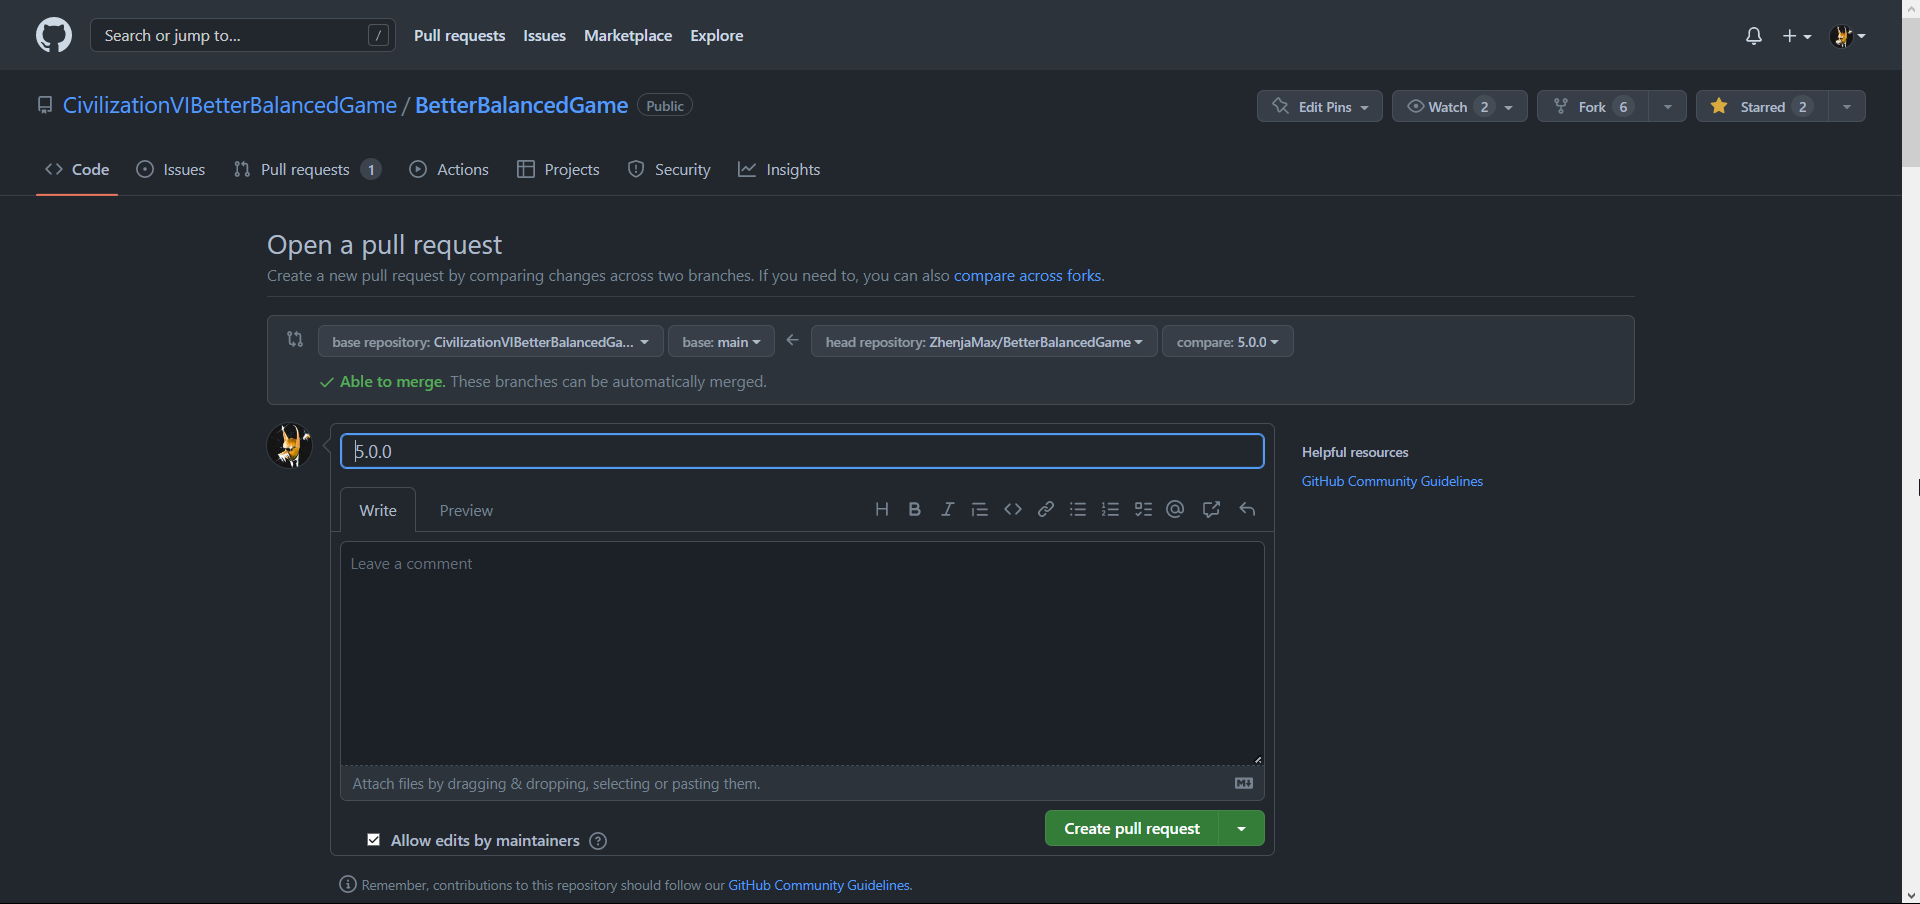 Search or jump to... / Pull requests Issues Marketplace Explore
CivilizationVIBetterBalancedGame / BetterBalancedGame Public Edit Pins Watch 2 Fork 6 Starred 2
Code Issues Pull requests 1 Actions Projects Security Insights
Open a pull request
Create a new pull request by comparing changes across two branches. If you need to, you can also compare across forks.
base repository: CivilizationVIBetterBalancedGa... base: main head repository: ZhenjaMax/BetterBalancedGame compare: 5.0.0
Able to merge. These branches can be automatically merged.
5.0.0
Helpful resources
GitHub Community Guidelines
Write Preview H B I @
Leave a comment
Attach files by dragging & dropping, selecting or pasting them.
Allow edits by maintainers ? Create pull request
Remember, contributions to this repository should follow our GitHub Community Guidelines.